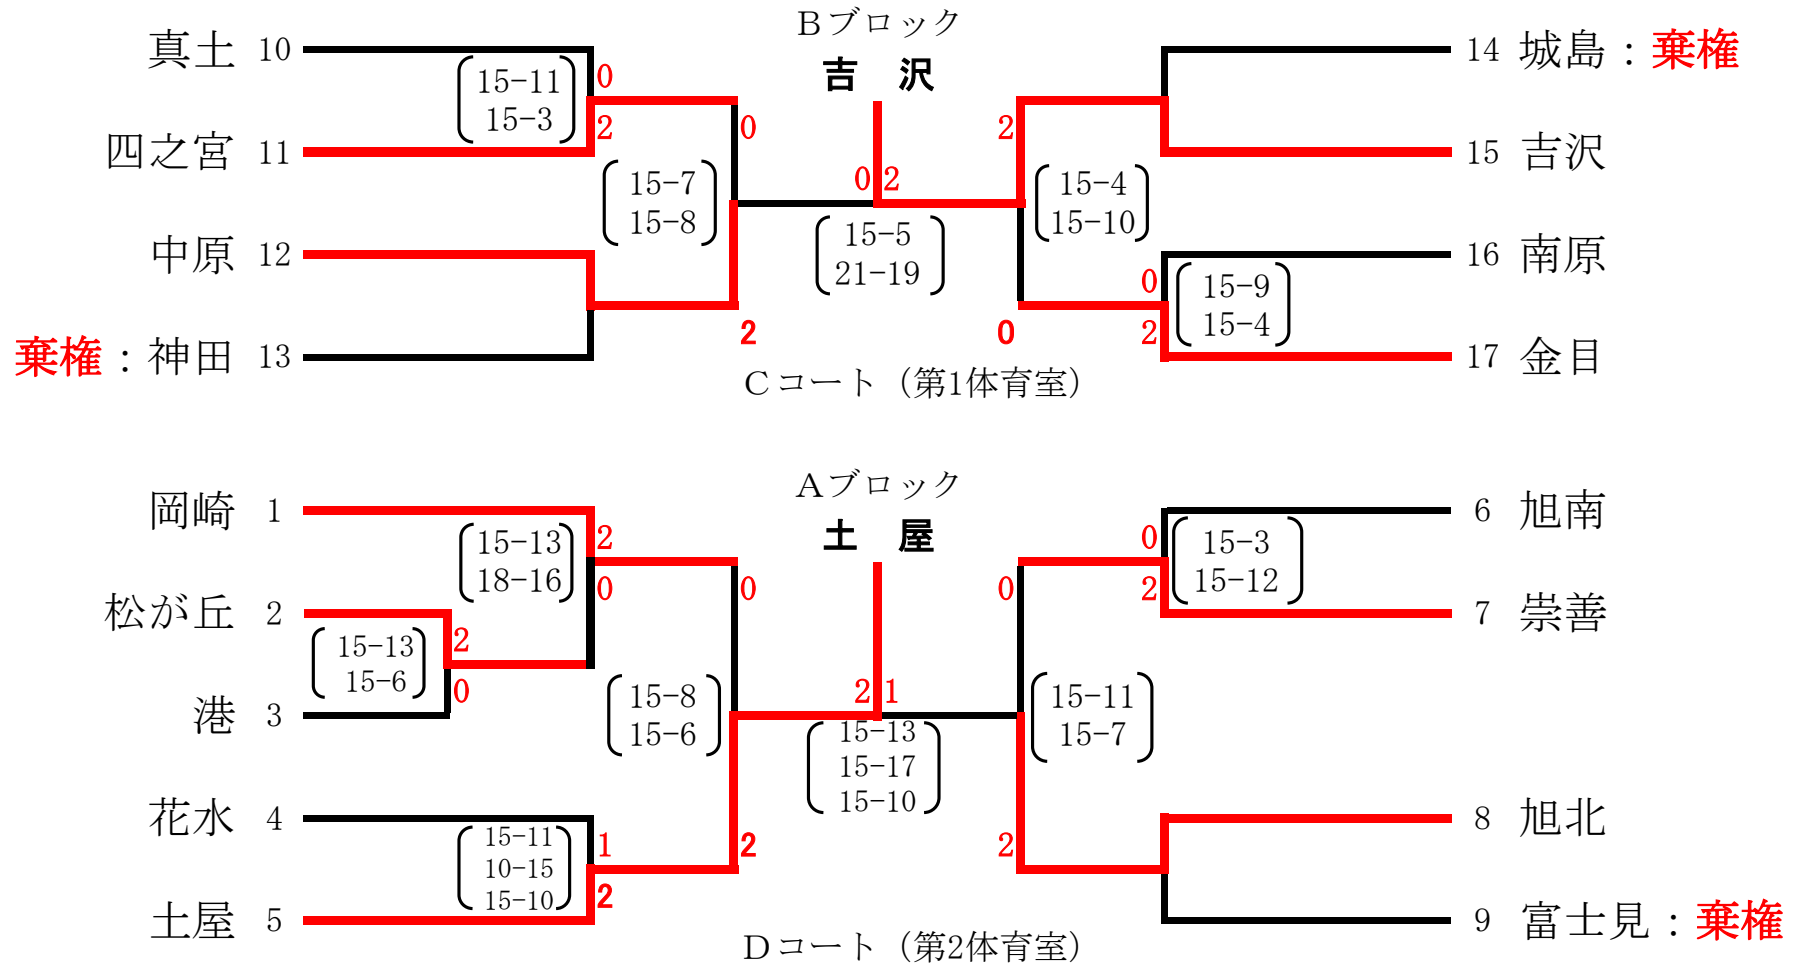 Bブロック
吉　沢
真土 10
四之宮 11
中原 12
棄権：神田 13
0
15-11
15-3
2
0
15-7
15-8
2
0 2
15-5
21-19
2
15-4
15-10
0
0
15-9
15-4
2
14 城島：棄権
15 吉沢
16 南原
17 金目
Cコート（第1体育室）
Aブロック
土　屋
岡崎 1
松が丘 2
港 3
花水 4
土屋 5
2
15-13
18-16
0
2
15-13
15-6
0
1
15-11
10-15
15-10
2
0
15-8
15-6
2
2 1
15-13
15-17
15-10
0
15-11
15-7
2
0
15-3
15-12
2
6 旭南
7 崇善
8 旭北
9 富士見：棄権
Dコート（第2体育室）